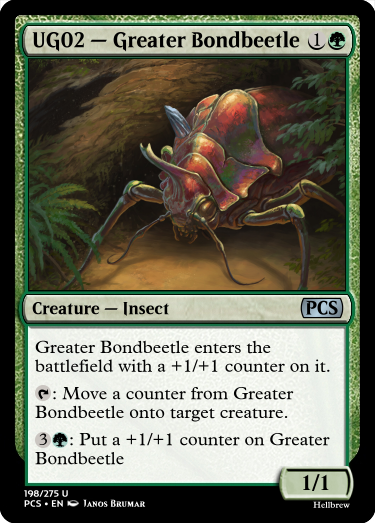 UG02 — Greater Bondbeetle 1
Creature — Insect PCS
Greater Bondbeetle enters the
battlefield with a +1/+1 counter on it.
: Move a counter from Greater
Bondbeetle onto target creature.
3 : Put a +1/+1 counter on Greater
Bondbeetle
1/1
198/275 U
PCS • EN Janos Brumar Hellbrew